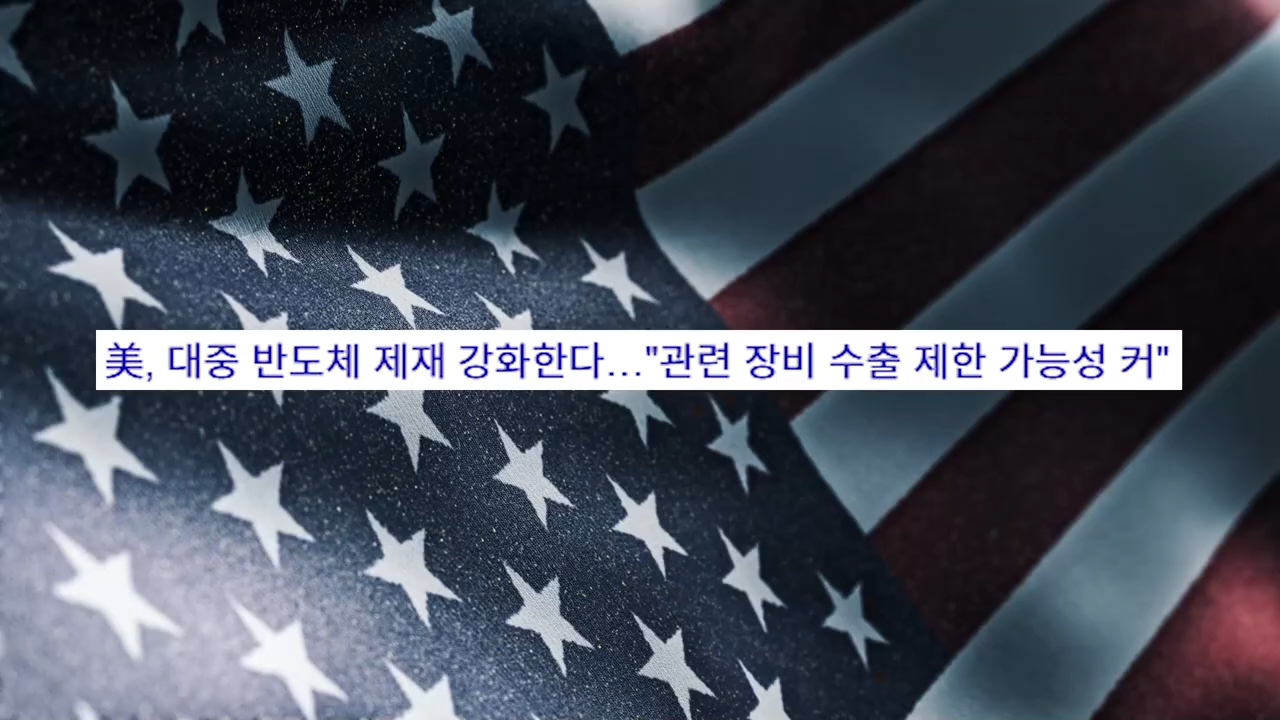 美, 대중 반도체 제재 강화한다…"관련 장비 수출 제한 가능성 커"